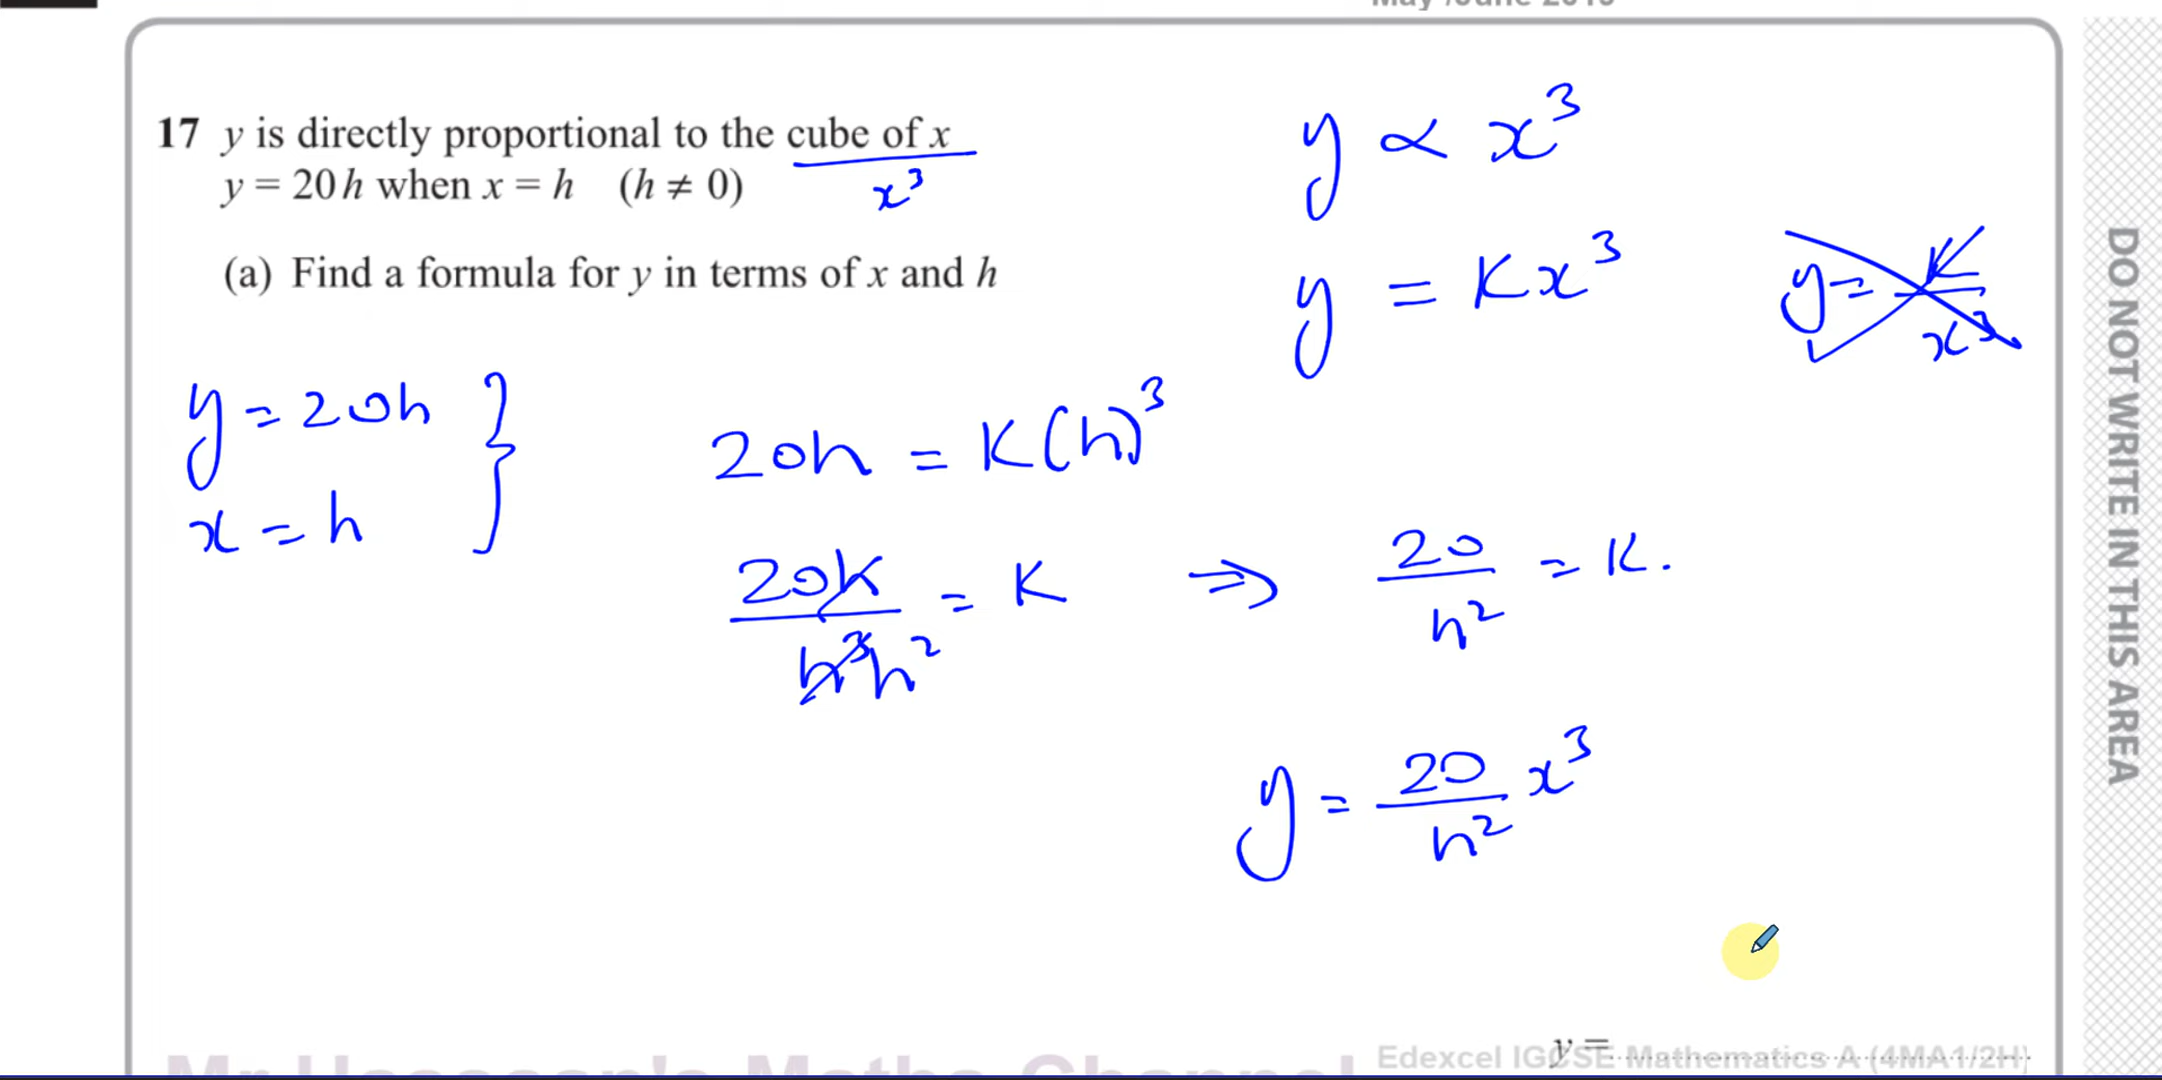 17 y is directly proportional to the cube of x
y = 20h when x = h (h ≠ 0)
x³
(a) Find a formula for y in terms of x and h
y ∝ x³
y = Kx³
y = K/x³
y = 20h }
x = h
20h = K(h)³
20h/h³ h² = K ⇒ 20/h² = K.
y = 20/h² x³
y =
Edexcel IGCSE Mathematics A (4MA1/2H)
DO NOT WRITE IN THIS AREA